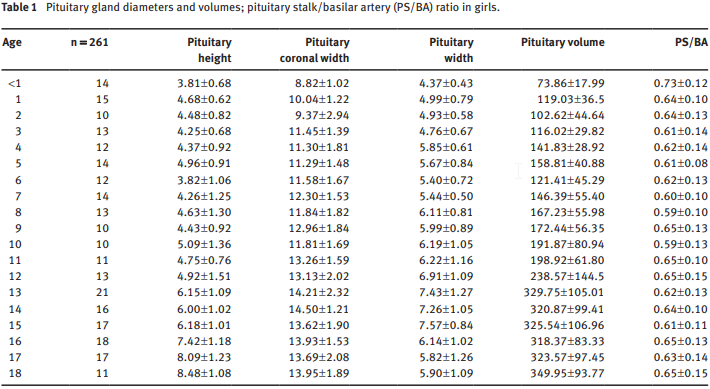 Table 1 Pituitary gland diameters and volumes; pituitary stalk/basilar artery (PS/BA) ratio in girls.
Age n=261 Pituitary height Pituitary coronal width Pituitary width Pituitary volume PS/BA
<1 14 3.81±0.68 8.82±1.02 4.37±0.43 73.86±17.99 0.73±0.12
1 15 4.68±0.62 10.04±1.22 4.99±0.79 119.03±36.5 0.64±0.10
2 10 4.48±0.82 9.37±2.94 4.93±0.58 102.62±44.64 0.64±0.13
3 13 4.25±0.68 11.45±1.39 4.76±0.67 116.02±29.82 0.61±0.14
4 12 4.37±0.92 11.30±1.81 5.85±0.61 141.83±28.92 0.62±0.14
5 14 4.96±0.91 11.29±1.48 5.67±0.84 158.81±40.88 0.61±0.08
6 12 3.82±1.06 11.58±1.67 5.40±0.72 121.41±45.29 0.62±0.13
7 14 4.26±1.25 12.30±1.53 5.44±0.50 146.39±55.40 0.60±0.10
8 13 4.63±1.30 11.84±1.82 6.11±0.81 167.23±55.98 0.59±0.10
9 10 4.43±0.92 12.96±1.84 5.99±0.89 172.44±56.35 0.65±0.13
10 10 5.09±1.36 11.81±1.69 6.19±1.05 191.87±80.94 0.59±0.13
11 11 4.75±0.76 13.26±1.59 6.22±1.16 198.92±61.80 0.65±0.10
12 13 4.92±1.51 13.13±2.02 6.91±1.09 238.57±144.5 0.65±0.15
13 21 6.15±1.09 14.21±2.32 7.43±1.27 329.75±105.01 0.62±0.13
14 16 6.00±1.02 14.50±1.21 7.26±1.05 320.87±99.41 0.64±0.10
15 17 6.18±1.01 13.62±1.90 7.57±0.84 325.54±106.96 0.61±0.11
16 18 7.42±1.18 13.93±1.53 6.14±1.02 318.37±83.33 0.65±0.13
17 17 8.09±1.23 13.69±2.08 5.82±1.26 323.57±97.45 0.63±0.14
18 11 8.48±1.08 13.95±1.89 5.90±1.09 349.95±93.77 0.65±0.15